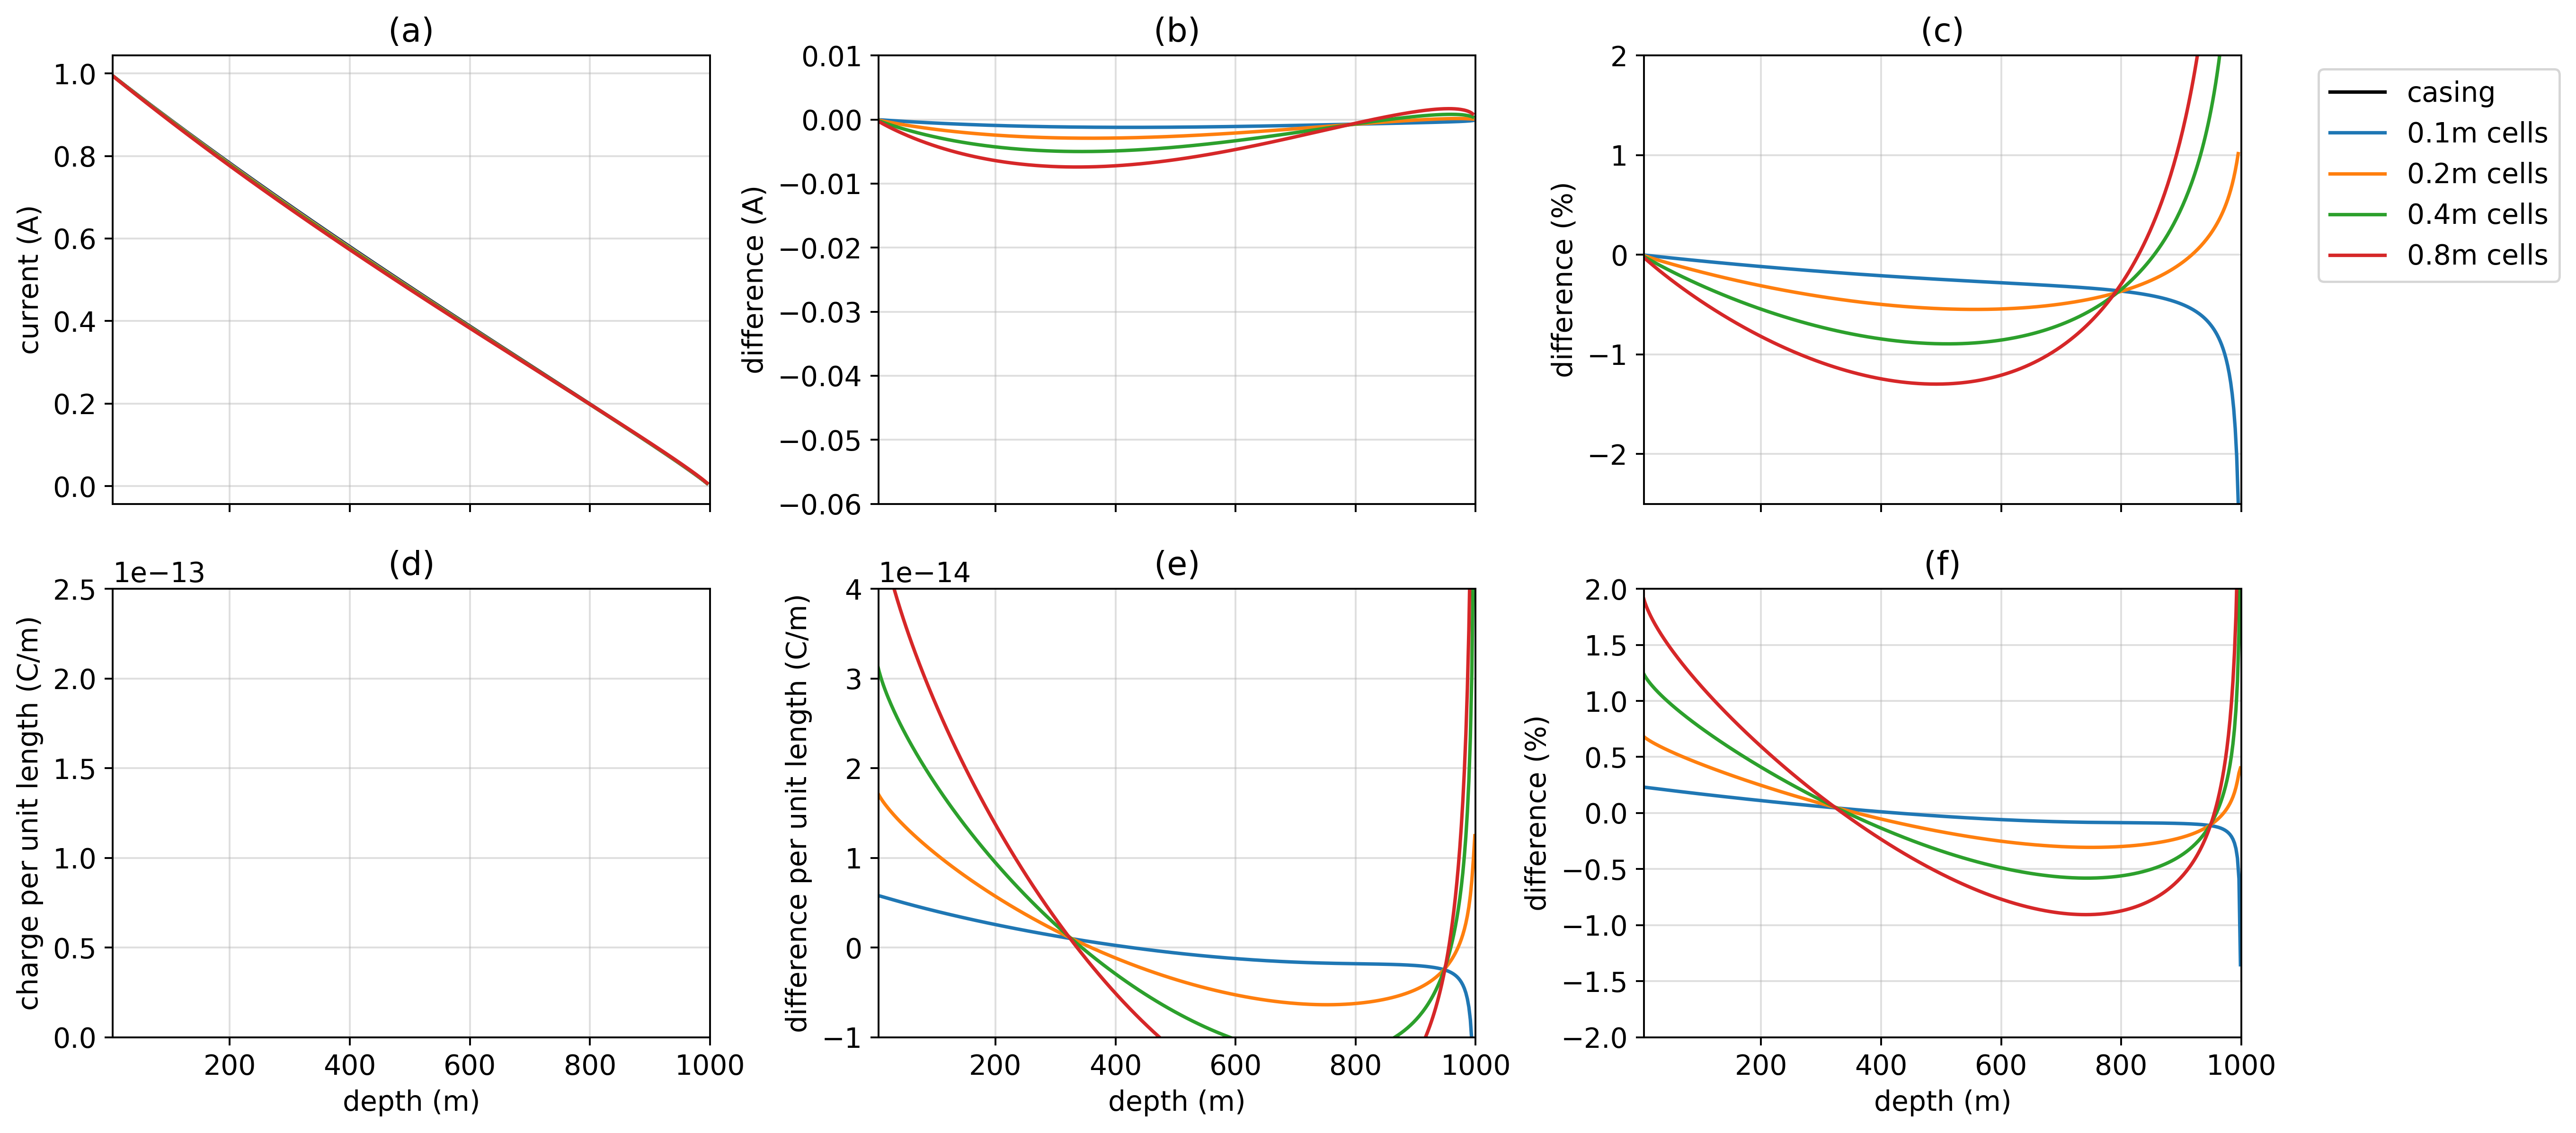 (a)
1.0
0.8
0.6
0.4
0.2
0.0
current (A)
(b)
0.01
0.00
−0.01
−0.02
−0.03
−0.04
−0.05
−0.06
difference (A)
(c)
2
1
0
−1
−2
difference (%)
casing
0.1m cells
0.2m cells
0.4m cells
0.8m cells
(d)
1e−13
2.5
2.0
1.5
1.0
0.5
0.0
charge per unit length (C/m)
200 400 600 800 1000
depth (m)
(e)
1e−14
4
3
2
1
0
−1
difference per unit length (C/m)
200 400 600 800 1000
depth (m)
(f)
2.0
1.5
1.0
0.5
0.0
−0.5
−1.0
−1.5
−2.0
difference (%)
200 400 600 800 1000
depth (m)